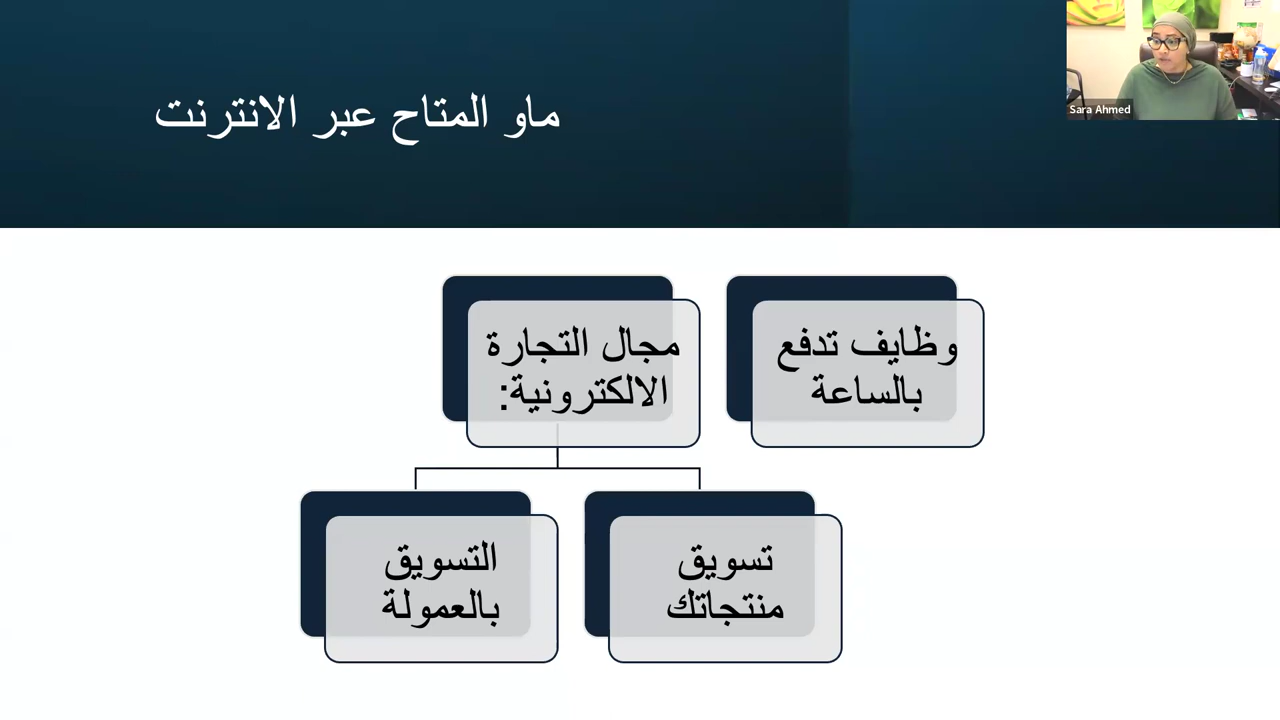 ماو المتاح عبر الانترنت
Sara Ahmed
وظايف تدفع
بالساعة
مجال التجارة
الالكترونية:
تسويق
منتجاتك
التسويق
بالعمولة